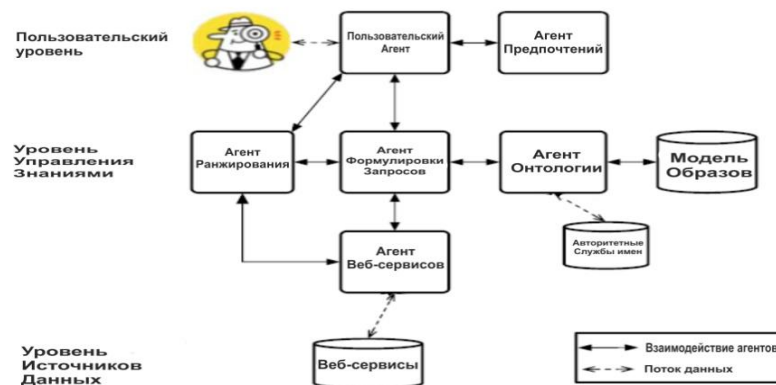 Пользовательский
уровень
Пользовательский
Агент
Агент
Предпочтений
Уровень
Управления
Знаниями
Агент
Ранжирования
Агент
Формулировки
Запросов
Агент
Онтологии
Модель
Образов
Авторитетные
Службы имен
Агент
Веб-сервисов
Уровень
Источников
Данных
Веб-сервисы
Взаимодействие агентов
Поток данных